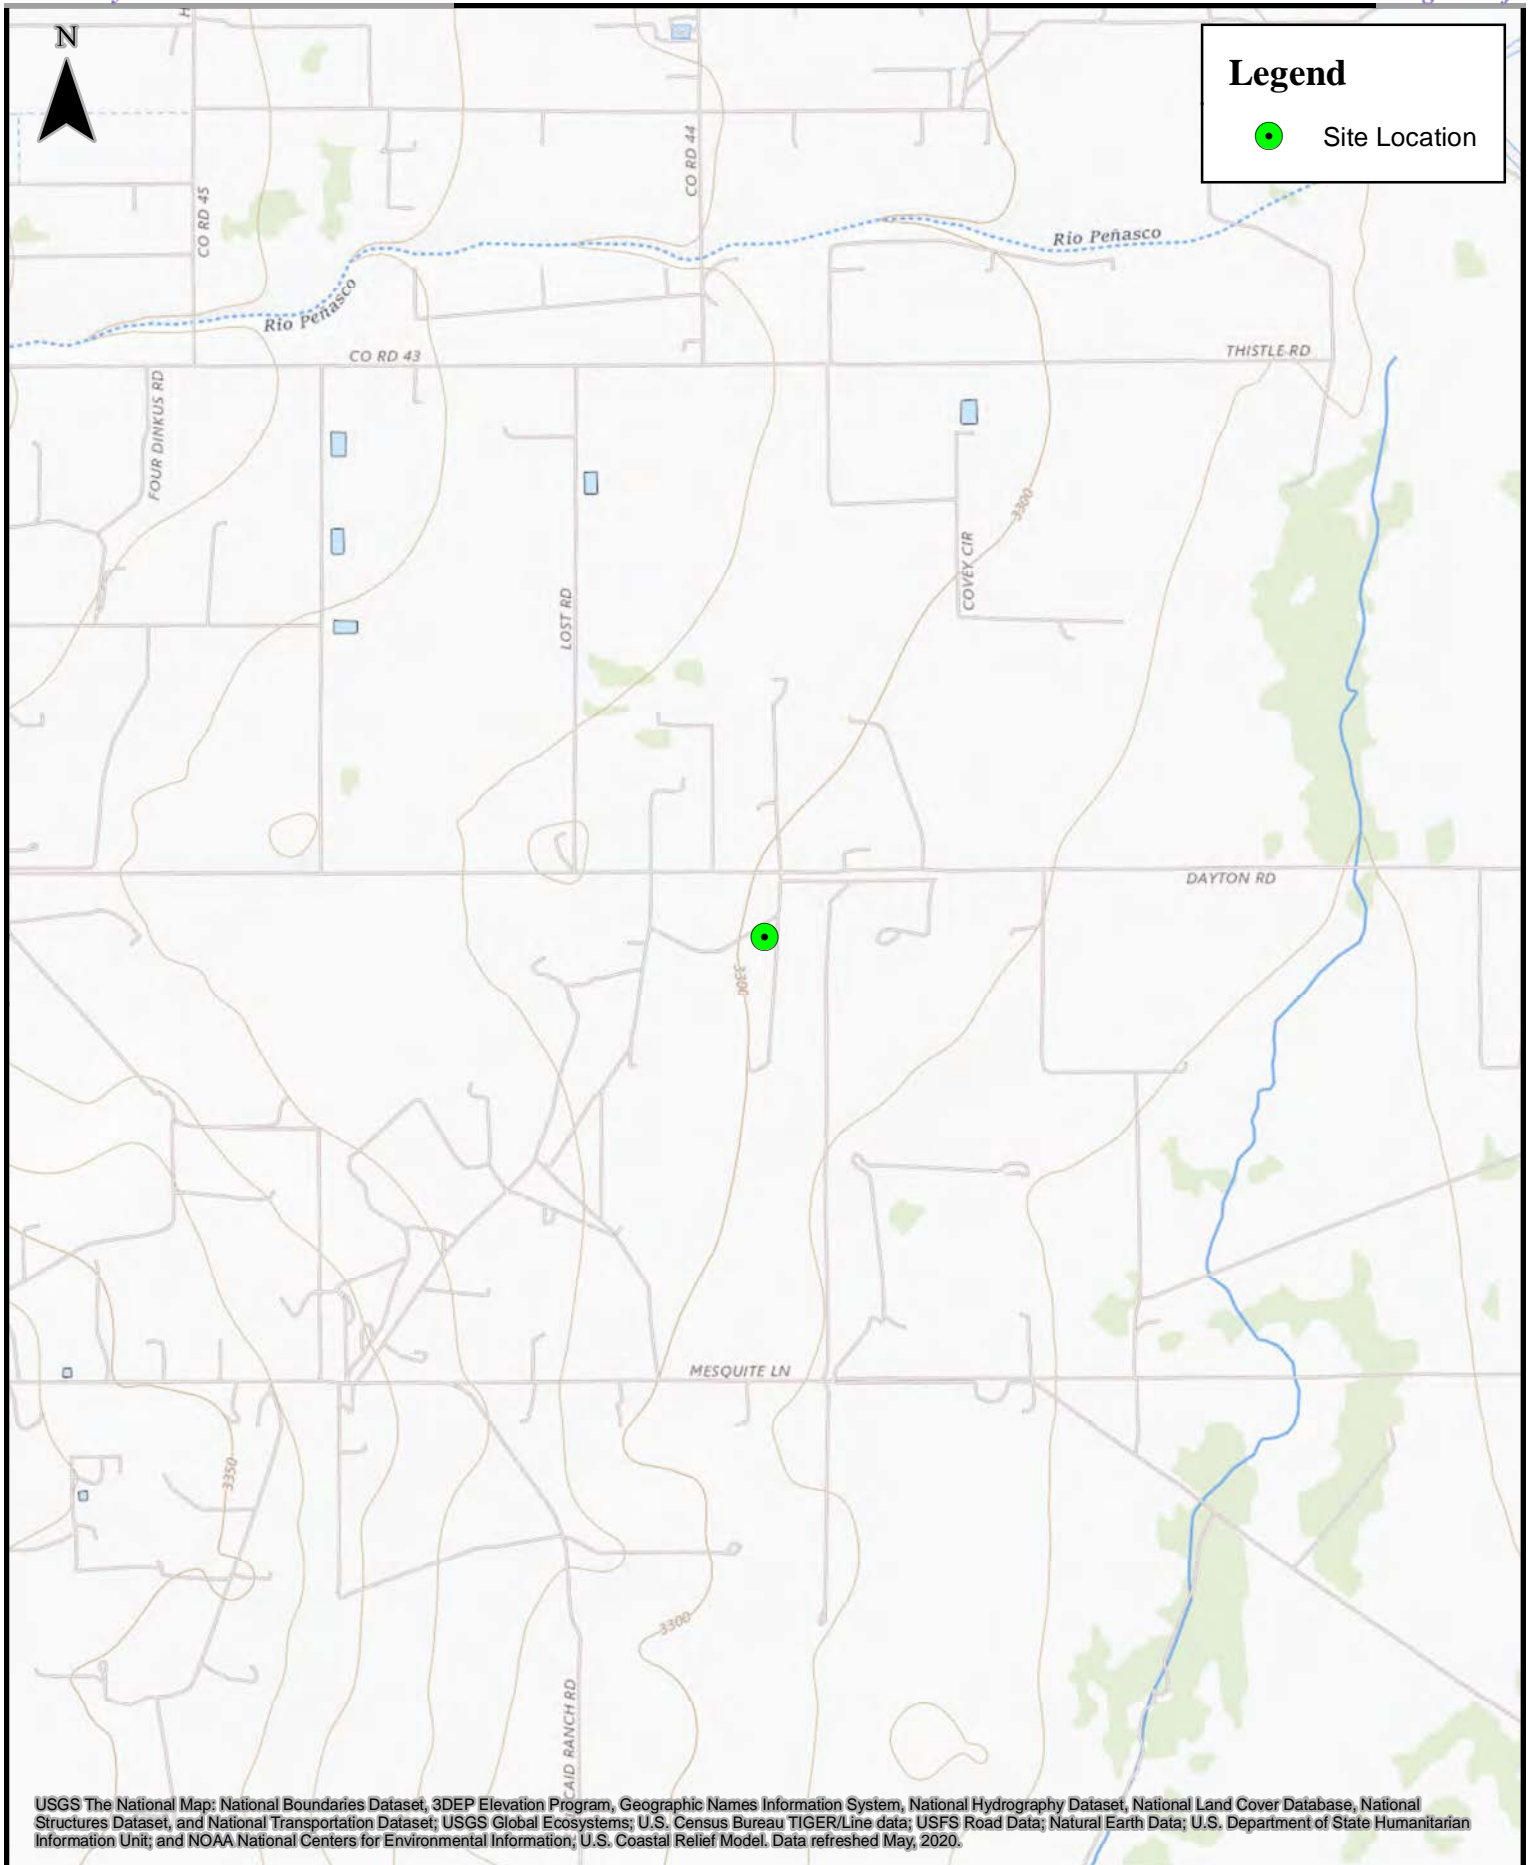 N
Legend
Site Location
CO RD 44
CO RD 45
Rio Peñasco
Rio Peñasco
CO RD 43
THISTLE RD
FOUR DINKUS RD
3300
COVEY CIR
LOST RD
DAYTON RD
3300
MESQUITE LN
3350
3300
CAID RANCH RD
USGS The National Map: National Boundaries Dataset, 3DEP Elevation Program, Geographic Names Information System, National Hydrography Dataset, National Land Cover Database, National
Structures Dataset, and National Transportation Dataset; USGS Global Ecosystems; U.S. Census Bureau TIGER/Line data; USFS Road Data; Natural Earth Data; U.S. Department of State Humanitarian
Information Unit; and NOAA National Centers for Environmental Information, U.S. Coastal Relief Model. Data refreshed May, 2020.